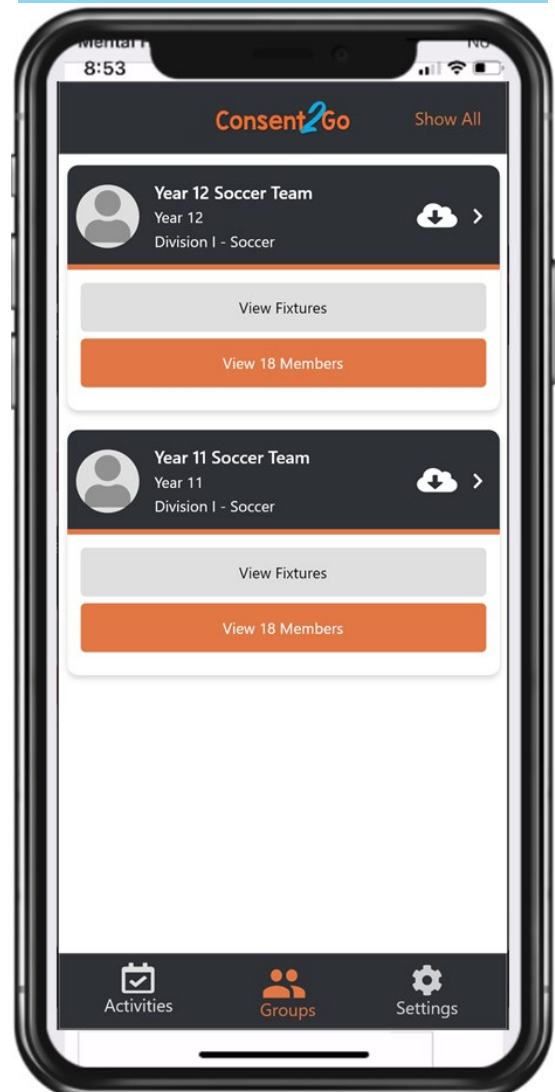 8:53
Consent2Go
Show All
Year 12 Soccer Team
Year 12
Division I - Soccer
View Fixtures
View 18 Members
Year 11 Soccer Team
Year 11
Division I - Soccer
View Fixtures
View 18 Members
Activities
Groups
Settings